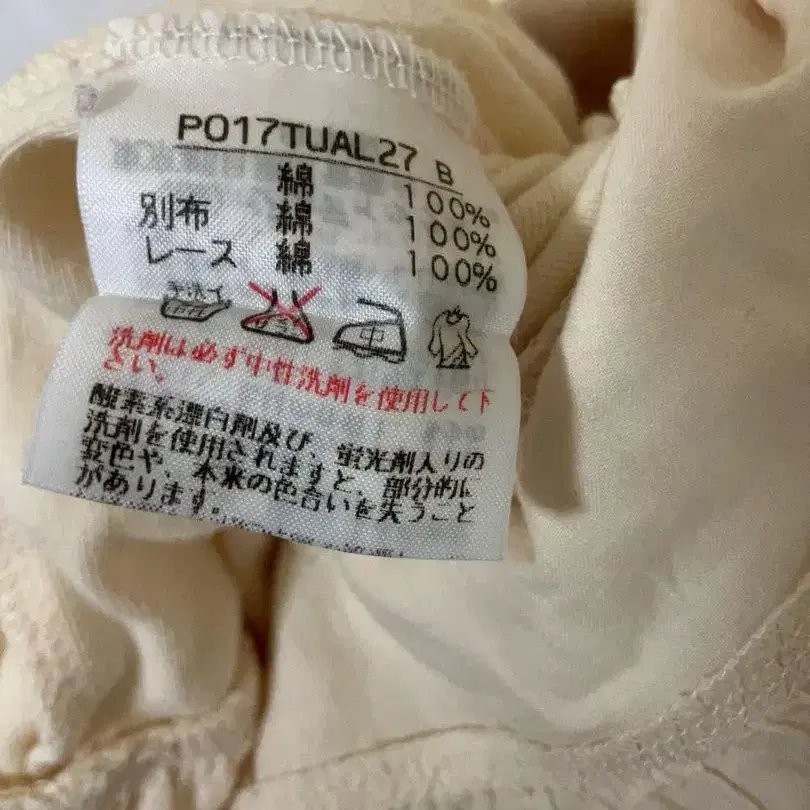 P017TUAL27 B
綿 100%
別布 綿 100%
レース 綿 100%
手洗イ
中
洗剤は必ず中性洗剤を使用して下
さい。
酸素系漂白剤及び、蛍光剤入りの
洗剤を使用されますと、部分的に
変色や、本来の色合いを失うこと
があります。